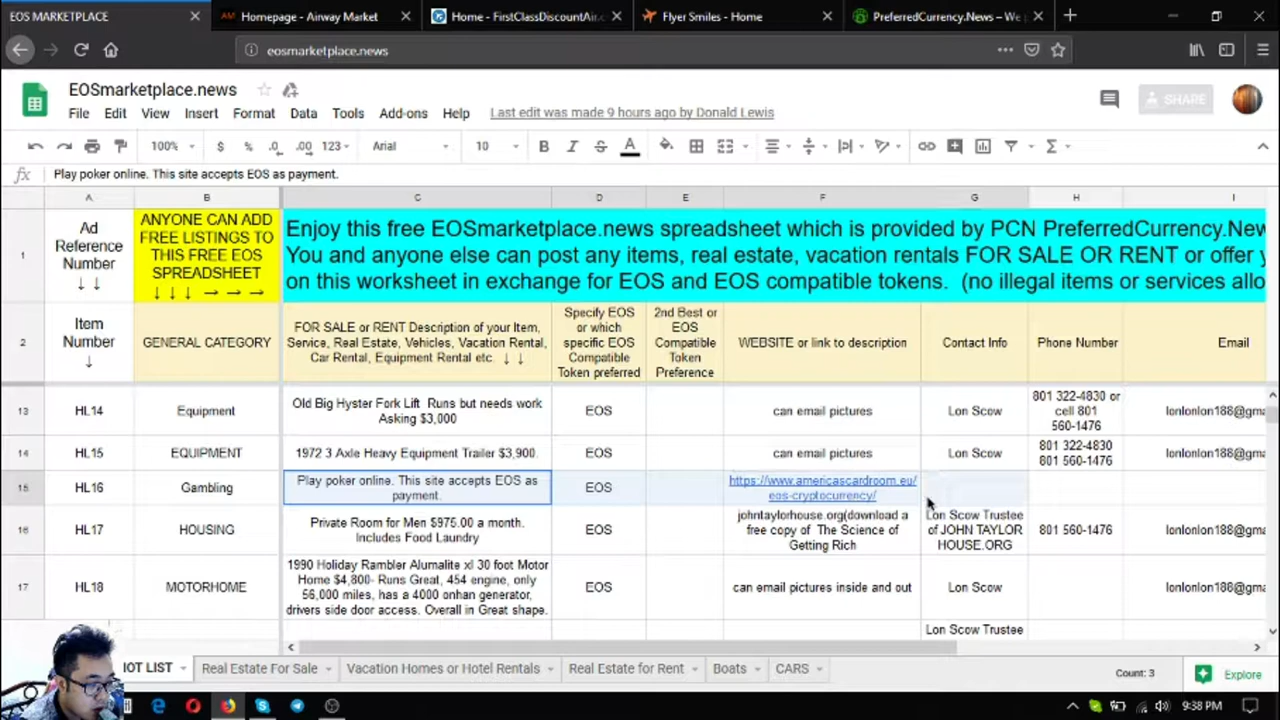 EOS MARKETPLACE
Homepage - Airway Market
Home - FirstClassDiscountAir.c
Flyer Smiles - Home
PreferredCurrency.News – We
eosmarketplace.news
EOSmarketplace.news
File Edit View Insert Format Data Tools Add-ons Help Last edit was made 9 hours ago by Donald Lewis
SHARE
100% $ % .0 .00 123 Arial 10 B I S A
fx Play poker online. This site accepts EOS as payment.
A B C D E F G H I
1
Ad
Reference
Number
↓ ↓
ANYONE CAN ADD
FREE LISTINGS TO
THIS FREE EOS
SPREADSHEET
↓ ↓ ↓ → → →
Enjoy this free EOSmarketplace.news spreadsheet which is provided by PCN PreferredCurrency.New
You and anyone else can post any items, real estate, vacation rentals FOR SALE OR RENT or offer y
on this worksheet in exchange for EOS and EOS compatible tokens. (no illegal items or services allo
2
Item
Number
↓
GENERAL CATEGORY
FOR SALE or RENT Description of your Item,
Service, Real Estate, Vehicles, Vacation Rental,
Car Rental, Equipment Rental etc. ↓ ↓
Specify EOS
or which
specific EOS
Compatible
Token preferred
2nd Best or
EOS
Compatible
Token
Preference
WEBSITE or link to description
Contact Info
Phone Number
Email
13
HL14
Equipment
Old Big Hyster Fork Lift Runs but needs work
Asking $3,000
EOS
can email pictures
Lon Scow
801 322-4830 or
cell 801
560-1476
lonlonlon188@gma
14
HL15
EQUIPMENT
1972 3 Axle Heavy Equipment Trailer $3,900.
EOS
can email pictures
Lon Scow
801 322-4830
801 560-1476
lonlonlon188@gma
15
HL16
Gambling
Play poker online. This site accepts EOS as
payment.
EOS
https://www.americascardroom.eu/
eos-cryptocurrency/
16
HL17
HOUSING
Private Room for Men $975.00 a month.
Includes Food Laundry
EOS
johntaylorhouse.org(download a
free copy of The Science of
Getting Rich
Lon Scow Trustee
of JOHN TAYLOR
HOUSE.ORG
801 560-1476
lonlonlon188@gma
17
HL18
MOTORHOME
1990 Holiday Rambler Alumalite xl 30 foot Motor
Home $4,800- Runs Great, 454 engine, only
56,000 miles, has a 4000 onhan generator,
drivers side door access. Overall in Great shape.
EOS
can email pictures inside and out
Lon Scow
lonlonlon188@gma
Lon Scow Trustee
HOT LIST Real Estate For Sale Vacation Homes or Hotel Rentals Real Estate for Rent Boats CARS Count: 3 Explore
9:38 PM